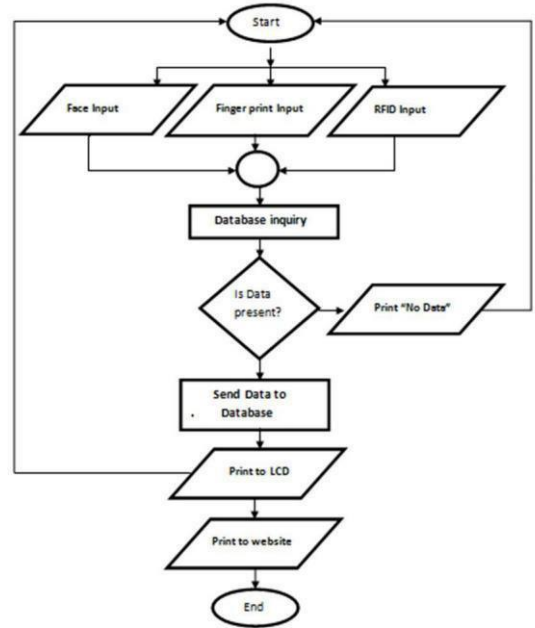 Start
Face Input
Finger print Input
RFID Input
Database inquiry
Is Data
present?
Print "No Data"
Send Data to
Database
Print to LCD
Print to website
End